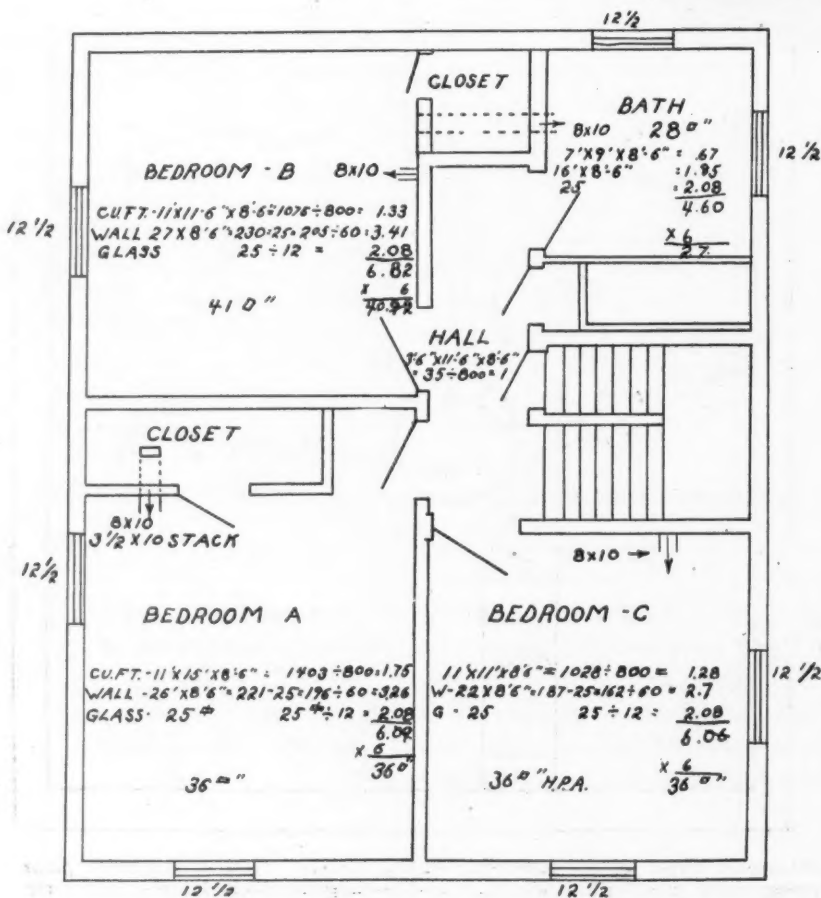 12 1/2
CLOSET
BATH
8X10 28 □"
7'X9'X8'-6" = .67
16'X8'-6" = 1.85
25 = 2.08
4.60
X 6
27.
12 1/2
BEDROOM - B 8X10
CU.FT.-11'X11-6"X8'-6"=1075÷800= 1.33
WALL 27X8'6"=230=25=205÷60=3.41
GLASS 25÷12 = 2.08
6.82
X 6
40.92
41 □"
12 1/2
HALL
3'6"X11'-6"X8'-6"
=35÷800=1
CLOSET
8X10
3 1/2 X10 STACK
12 1/2
8X10
BEDROOM A
CU.FT.-11'X15'X8'6" = 1403÷800=1.75
WALL-26'X8'6"=221-25=196÷60=3.26
GLASS- 25 25÷12 = 2.08
6.09
X 6
36□"
36□"
BEDROOM -C
11'X11'X8'6"=1028÷800= 1.28
W-22X8'6"=187-25=162÷60= 2.7
G - 25 25÷12 = 2.08
6.06
X 6
36□"
36□" H.P.A.
12 1/2
12 1/2
12 1/2